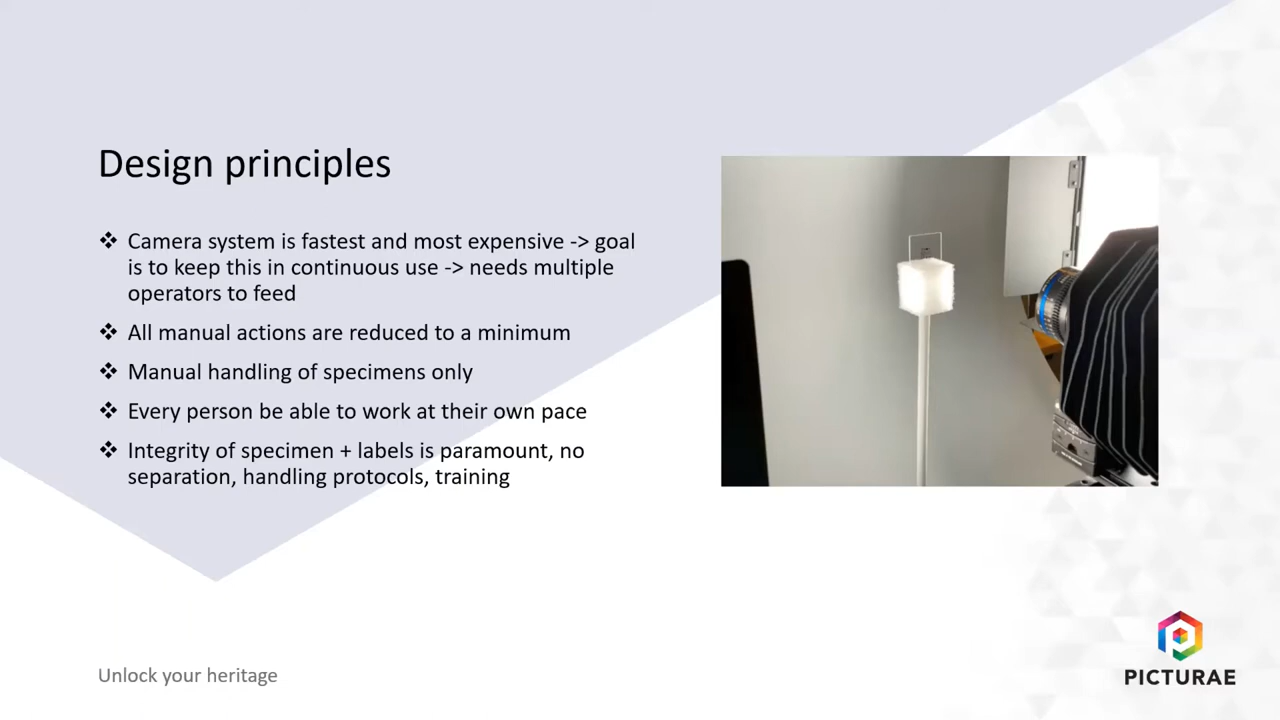 Design principles
❖ Camera system is fastest and most expensive -> goal
is to keep this in continuous use -> needs multiple
operators to feed
❖ All manual actions are reduced to a minimum
❖ Manual handling of specimens only
❖ Every person be able to work at their own pace
❖ Integrity of specimen + labels is paramount, no
separation, handling protocols, training
Unlock your heritage
PICTURAE